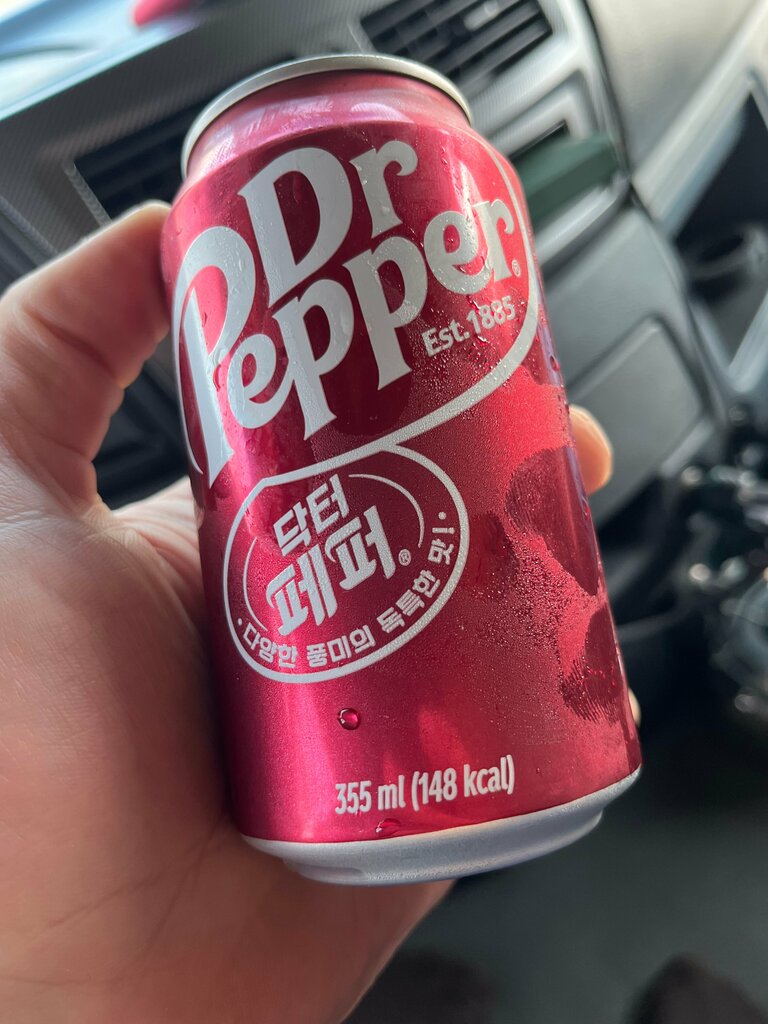 Dr
Pepper®
Est. 1885
닥터
페퍼®
· 다양한 풍미의 독특한 맛! ·
355 ml (148 kcal)